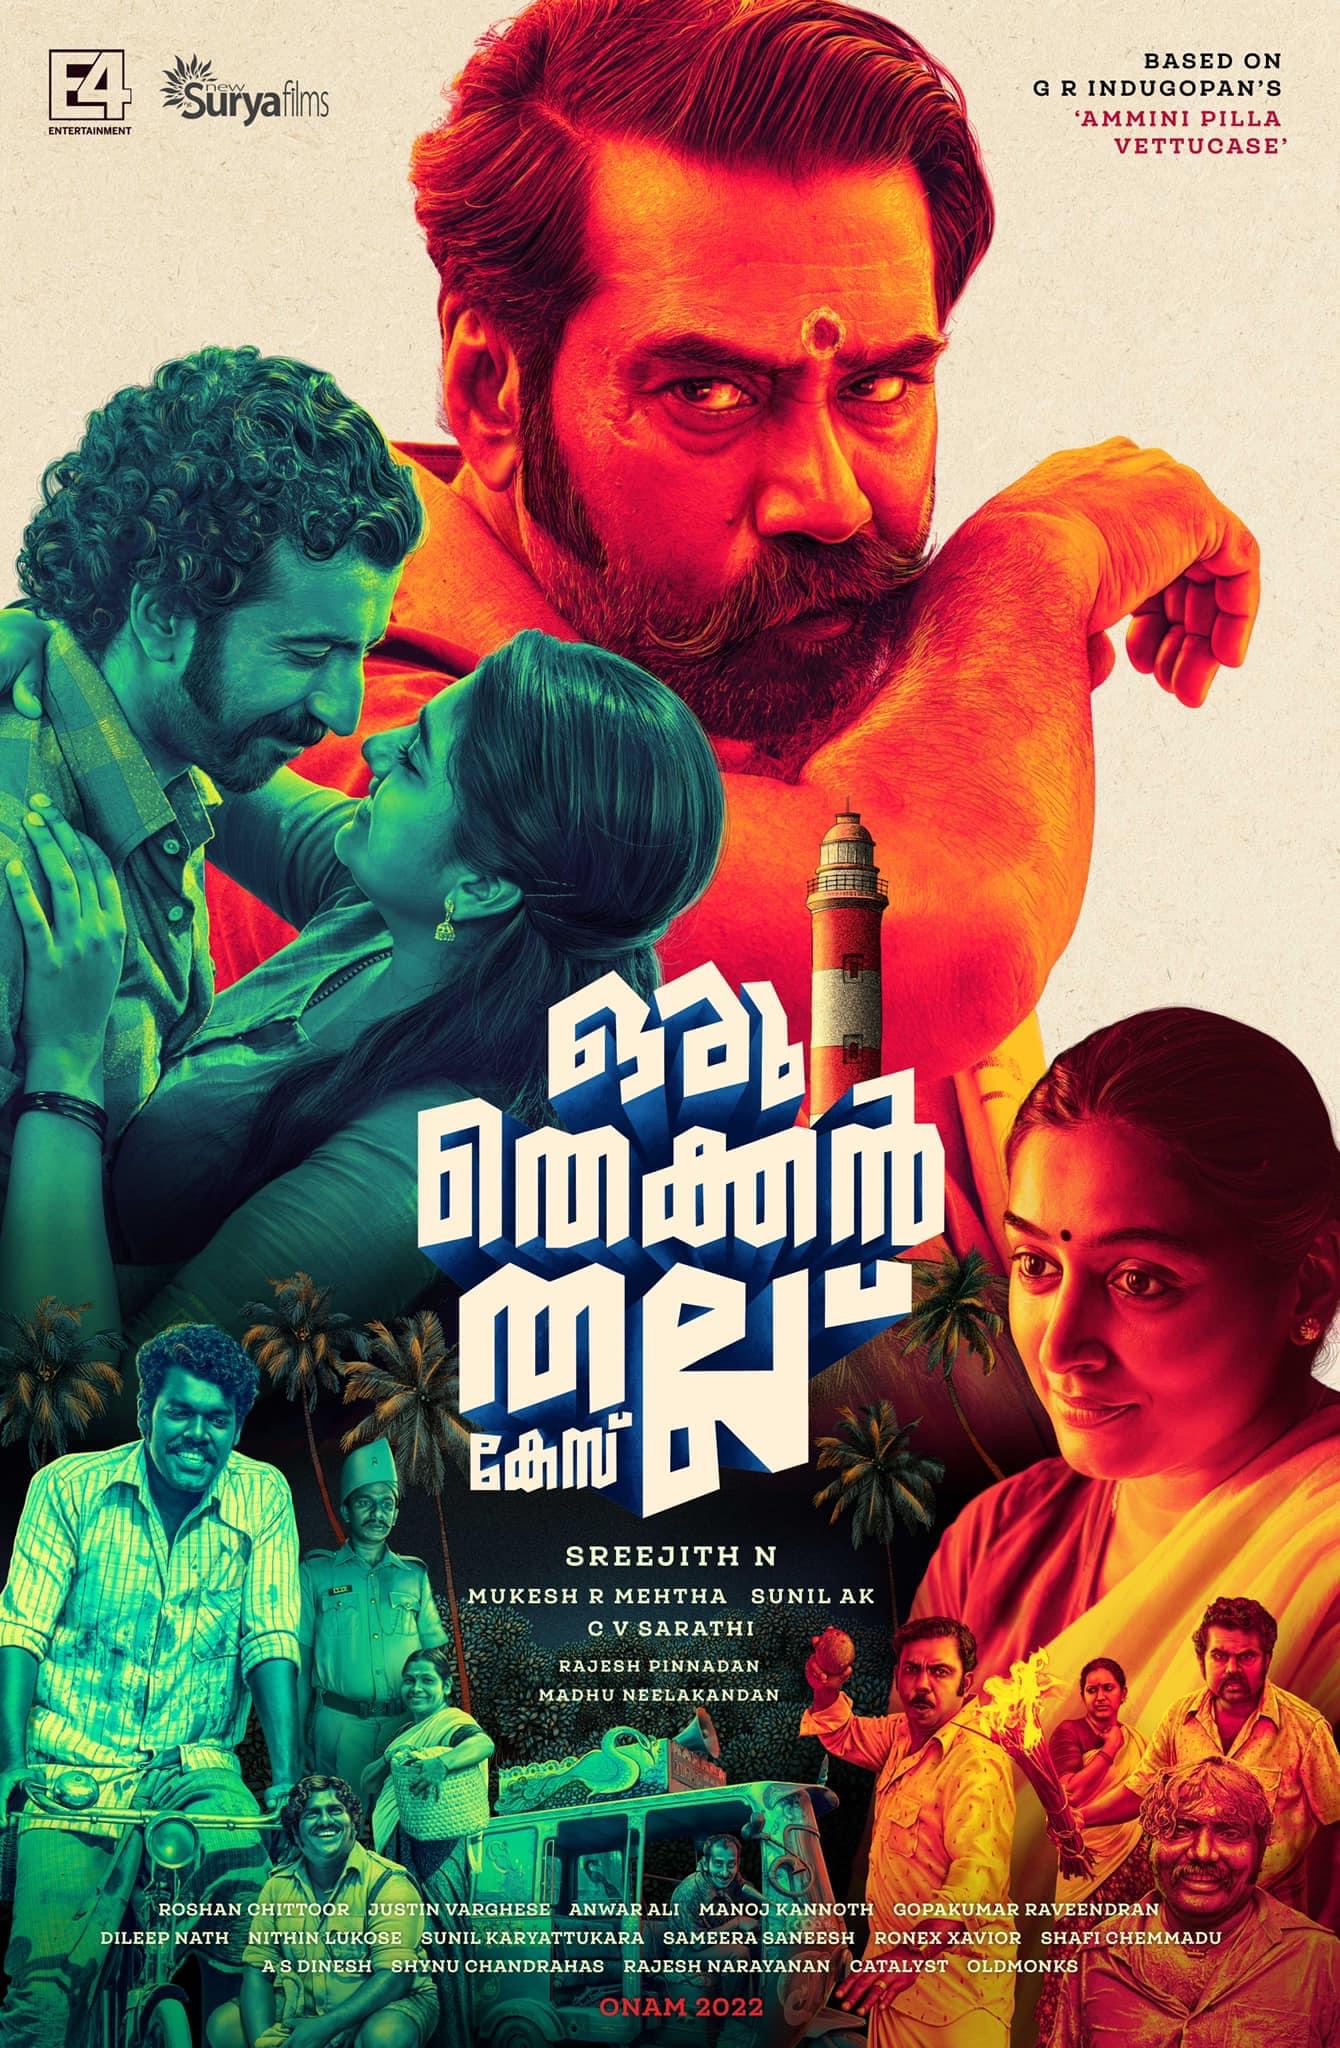 E4
ENTERTAINMENT
new
Surya films
BASED ON
G R INDUGOPAN'S
'AMMINI PILLA
VETTUCASE'
ഒരു
തെക്കൻ
തല്ല്
കേസ്
SREEJITH N
MUKESH R MEHTHA SUNIL AK
C V SARATHI
RAJESH PINNADAN
MADHU NEELAKANDAN
ROSHAN CHITTOOR JUSTIN VARGHESE ANWAR ALI MANOJ KANNOTH GOPAKUMAR RAVEENDRAN
DILEEP NATH NITHIN LUKOSE SUNIL KARYATTUKARA SAMEERA SANEESH RONEX XAVIOR SHAFI CHEMMADU
A S DINESH SHYNU CHANDRAHAS RAJESH NARAYANAN CATALYST OLDMONKS
ONAM 2022